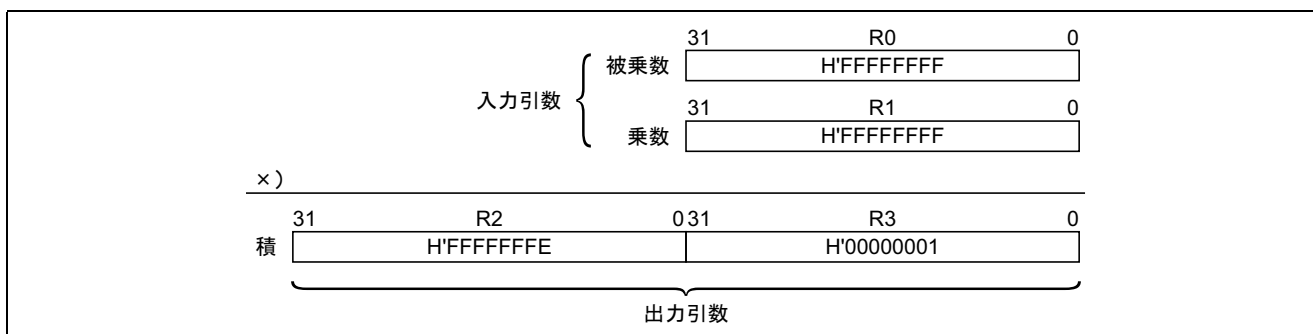 31 R0 0
被乗数 H'FFFFFFFF
入力引数
31 R1 0
乗数 H'FFFFFFFF
×)
31 R2 0 31 R3 0
積 H'FFFFFFFE H'00000001
出力引数